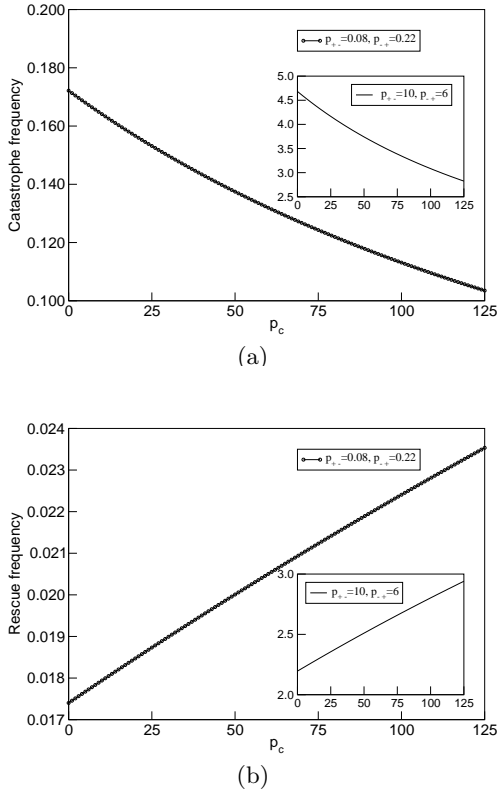 0.200
p+-=0.08, p-+=0.22
0.180
5.0
p+-=10, p-+=6
4.5
4.0
0.160
3.5
3.0
0.140
2.5
0 25 50 75 100 125
0.120
0.100
0 25 50 75 100 125
Catastrophe frequency
pc
(a)
0.024
p+-=0.08, p-+=0.22
0.023
0.022
0.021
3.0
p+-=10, p-+=6
0.020
2.5
0.019
0.018
2.0
0 25 50 75 100 125
0.017
0 25 50 75 100 125
Rescue frequency
pc
(b)